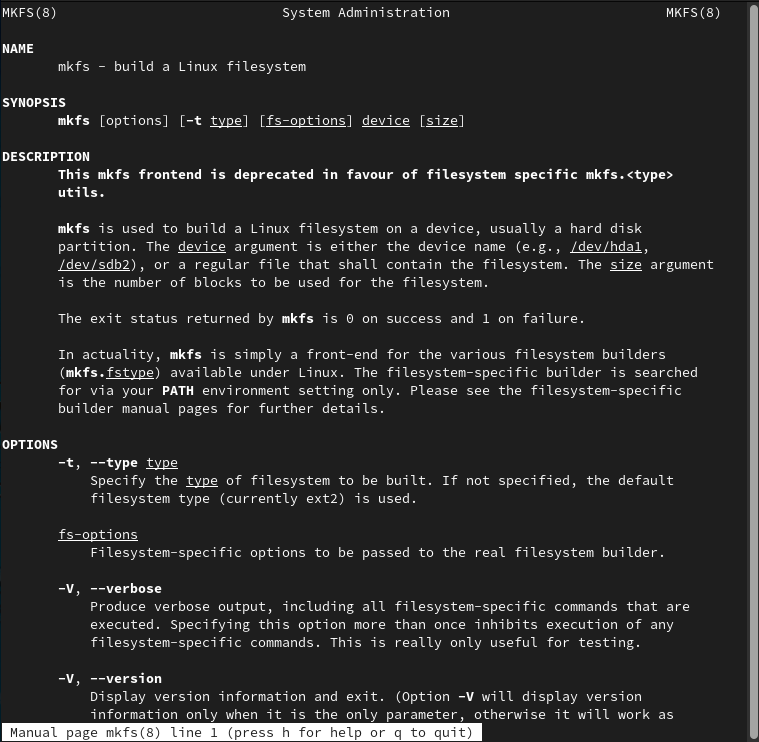 MKFS(8) System Administration MKFS(8)
NAME
mkfs - build a Linux filesystem
SYNOPSIS
mkfs [options] [-t type] [fs-options] device [size]
DESCRIPTION
This mkfs frontend is deprecated in favour of filesystem specific mkfs.<type>
utils.
mkfs is used to build a Linux filesystem on a device, usually a hard disk
partition. The device argument is either the device name (e.g., /dev/hda1,
/dev/sdb2), or a regular file that shall contain the filesystem. The size argument
is the number of blocks to be used for the filesystem.
The exit status returned by mkfs is 0 on success and 1 on failure.
In actuality, mkfs is simply a front-end for the various filesystem builders
(mkfs.fstype) available under Linux. The filesystem-specific builder is searched
for via your PATH environment setting only. Please see the filesystem-specific
builder manual pages for further details.
OPTIONS
-t, --type type
Specify the type of filesystem to be built. If not specified, the default
filesystem type (currently ext2) is used.
fs-options
Filesystem-specific options to be passed to the real filesystem builder.
-V, --verbose
Produce verbose output, including all filesystem-specific commands that are
executed. Specifying this option more than once inhibits execution of any
filesystem-specific commands. This is really only useful for testing.
-V, --version
Display version information and exit. (Option -V will display version
information only when it is the only parameter, otherwise it will work as
Manual page mkfs(8) line 1 (press h for help or q to quit)